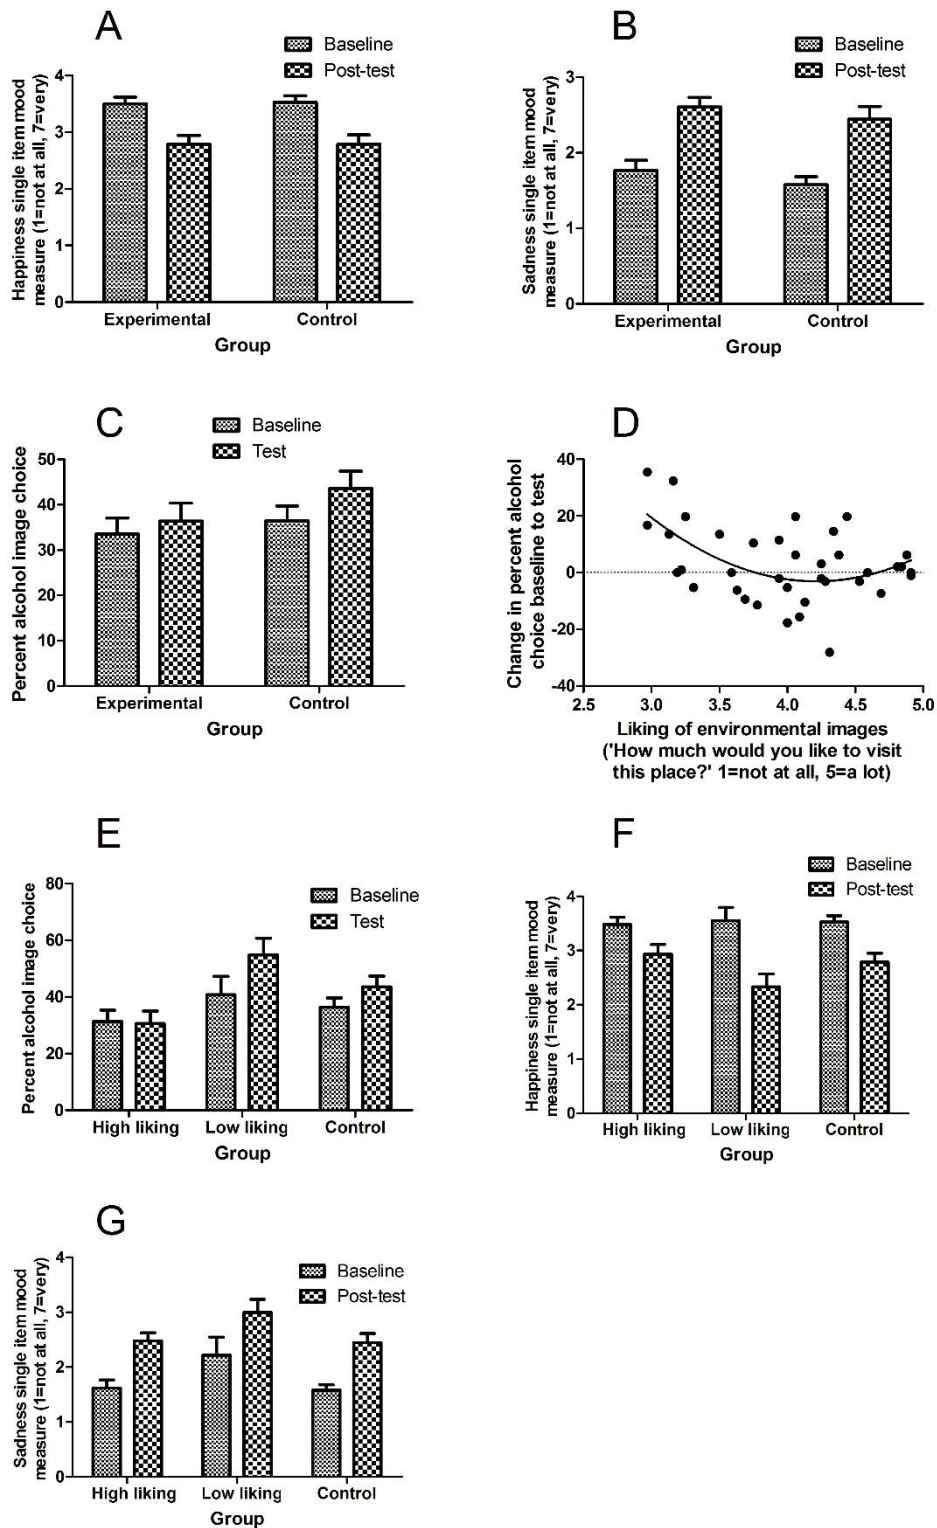 A
Baseline
Post-test
Happiness single item mood
measure (1=not at all, 7=very)
4
3
2
1
0
Experimental
Control
Group
B
Baseline
Post-test
Sadness single item mood
measure (1=not at all, 7=very)
3
2
1
0
Experimental
Control
Group
C
Baseline
Test
Percent alcohol image choice
50
40
30
20
10
0
Experimental
Control
Group
D
Change in percent alcohol
choice baseline to test
40
20
0
-20
-40
2.5
3.0
3.5
4.0
4.5
5.0
Liking of environmental images
('How much would you like to visit
this place?' 1=not at all, 5=a lot)
E
Baseline
Test
Percent alcohol image choice
80
60
40
20
0
High liking
Low liking
Control
Group
F
Baseline
Post-test
Happiness single item mood
measure (1=not at all, 7=very)
4
3
2
1
0
High liking
Low liking
Control
Group
G
Baseline
Post-test
Sadness single item mood
measure (1=not at all, 7=very)
4
3
2
1
0
High liking
Low liking
Control
Group